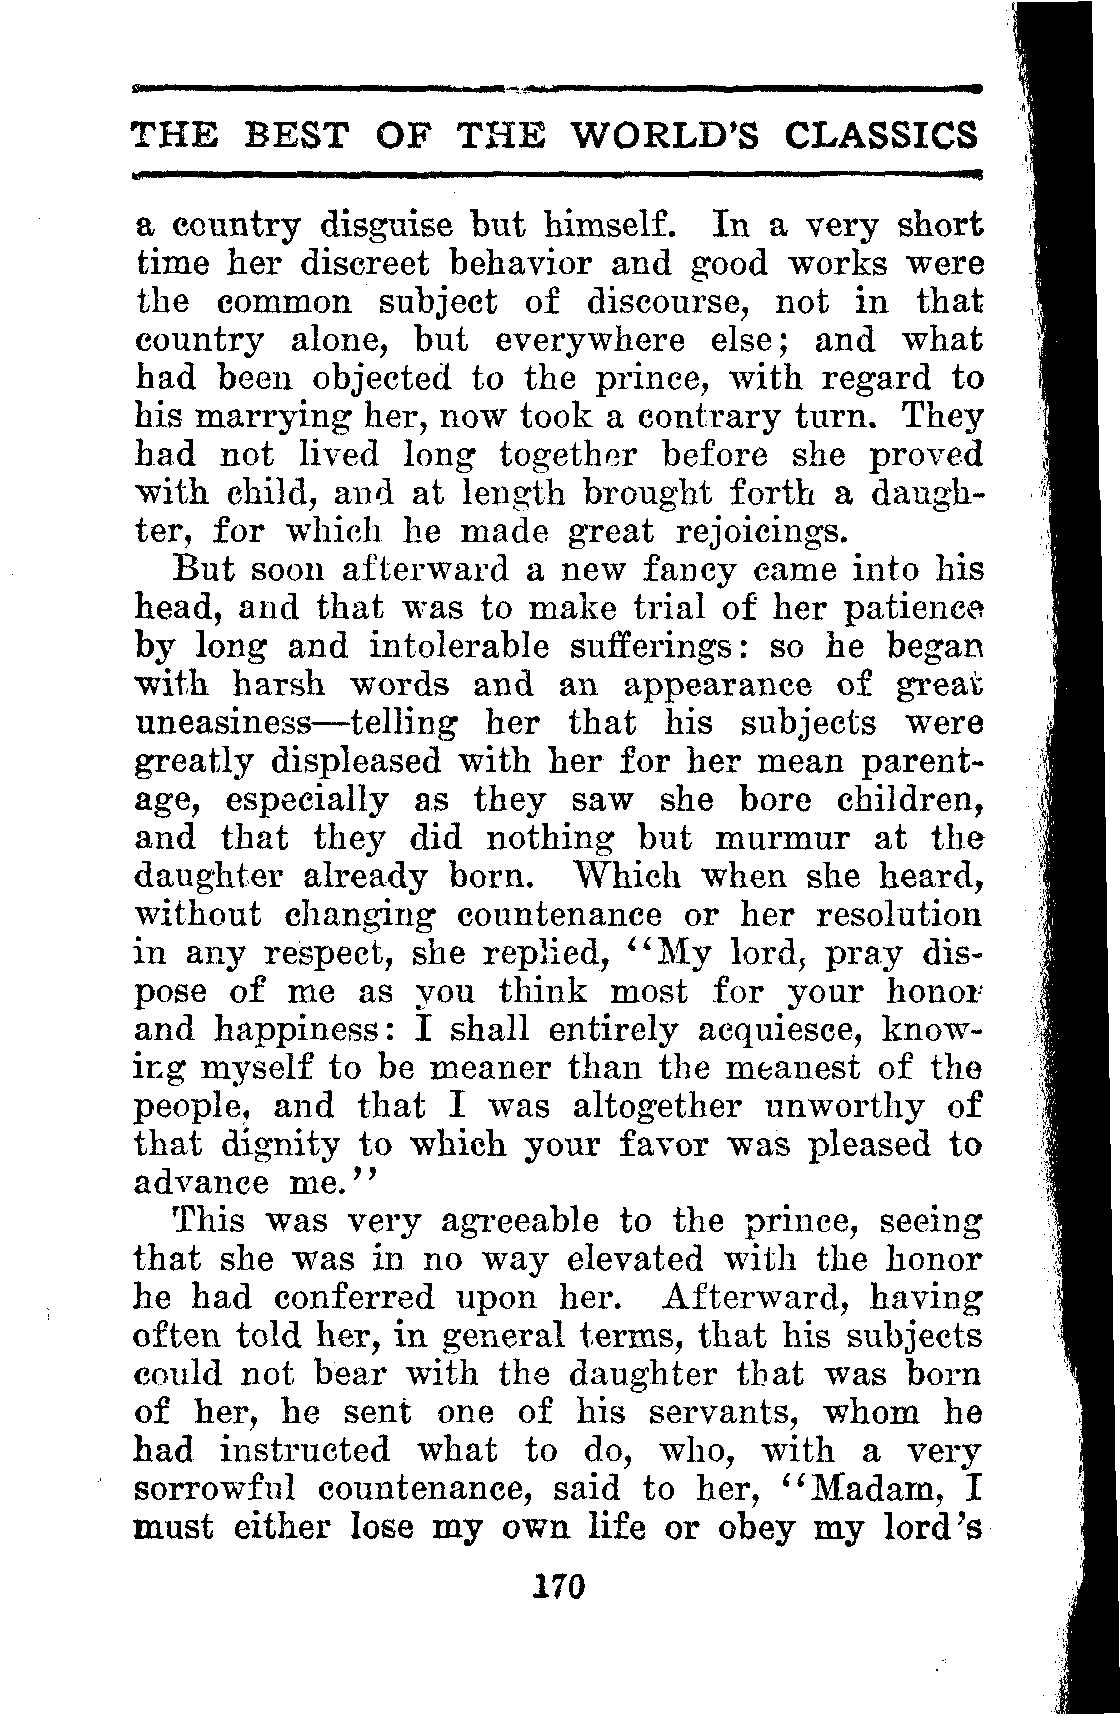 THE BEST OF THE WORLD'S CLASSICS
a country disguise but himself. In a very short
time her discreet behavior and good works were
the common subject of discourse, not in that
country alone, but everywhere else; and what
had been objected to the prince, with regard to
his marrying her, now took a contrary turn. They
had not lived long together before she proved
with child, and at length brought forth a daugh-
ter, for which he made great rejoicings.
But soon afterward a new fancy came into his
head, and that was to make trial of her patience
by long and intolerable sufferings: so he began
with harsh words and an appearance of great
uneasiness—telling her that his subjects were
greatly displeased with her for her mean parent-
age, especially as they saw she bore children,
and that they did nothing but murmur at the
daughter already born. Which when she heard,
without changing countenance or her resolution
in any respect, she replied, "My lord, pray dis-
pose of me as you think most for your honor
and happiness: I shall entirely acquiesce, know-
ing myself to be meaner than the meanest of the
people, and that I was altogether unworthy of
that dignity to which your favor was pleased to
advance me."
This was very agreeable to the prince, seeing
that she was in no way elevated with the honor
he had conferred upon her. Afterward, having
often told her, in general terms, that his subjects
could not bear with the daughter that was born
of her, he sent one of his servants, whom he
had instructed what to do, who, with a very
sorrowful countenance, said to her, "Madam, I
must either lose my own life or obey my lord's
170